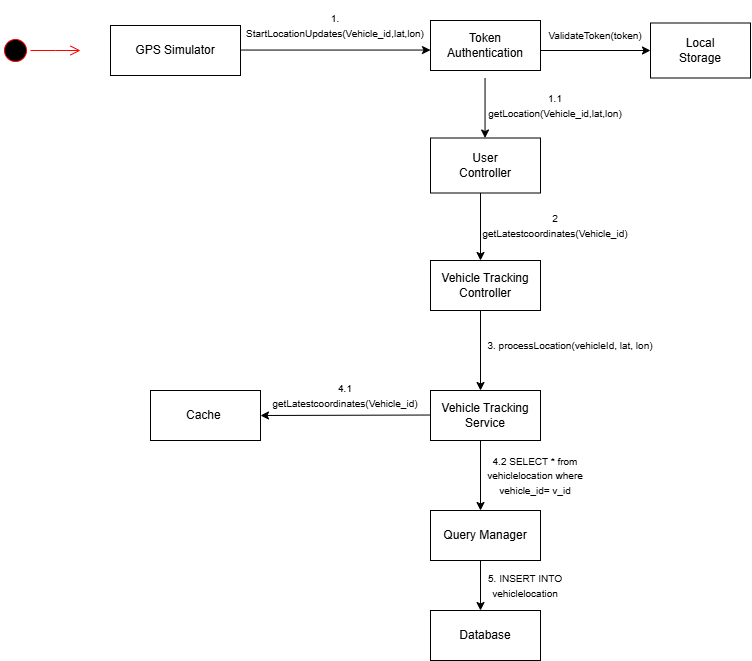 1.
StartLocationUpdates(Vehicle_id,lat,lon)
GPS Simulator
Token
Authentication
ValidateToken(token)
Local
Storage
1.1
getLocation(Vehicle_id,lat,lon)
User
Controller
2
getLatestcoordinates(Vehicle_id)
Vehicle Tracking
Controller
3. processLocation(vehicleId, lat, lon)
4.1
getLatestcoordinates(Vehicle_id)
Cache
Vehicle Tracking
Service
4.2 SELECT * from
vehiclelocation where
vehicle_id= v_id
Query Manager
5. INSERT INTO
vehiclelocation
Database